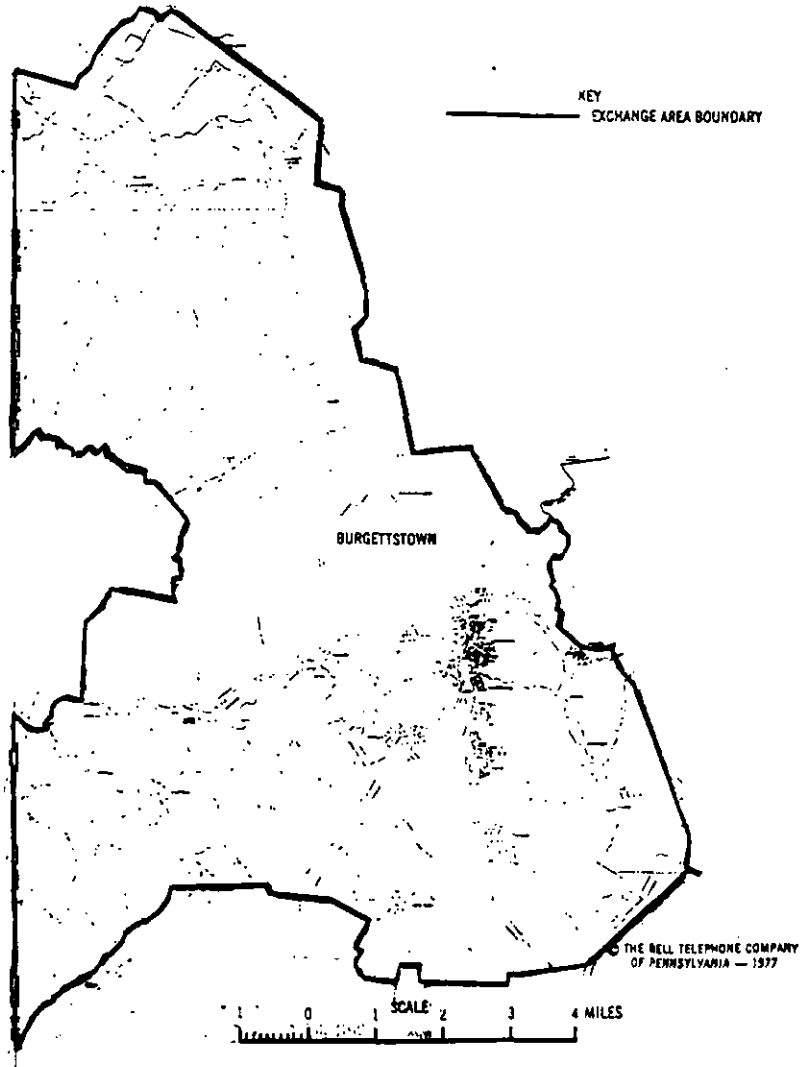 KEY
EXCHANGE AREA BOUNDARY
BURGETTSTOWN
© THE BELL TELEPHONE COMPANY
OF PENNSYLVANIA — 1977
SCALE
1 0 1 2 3 4 MILES